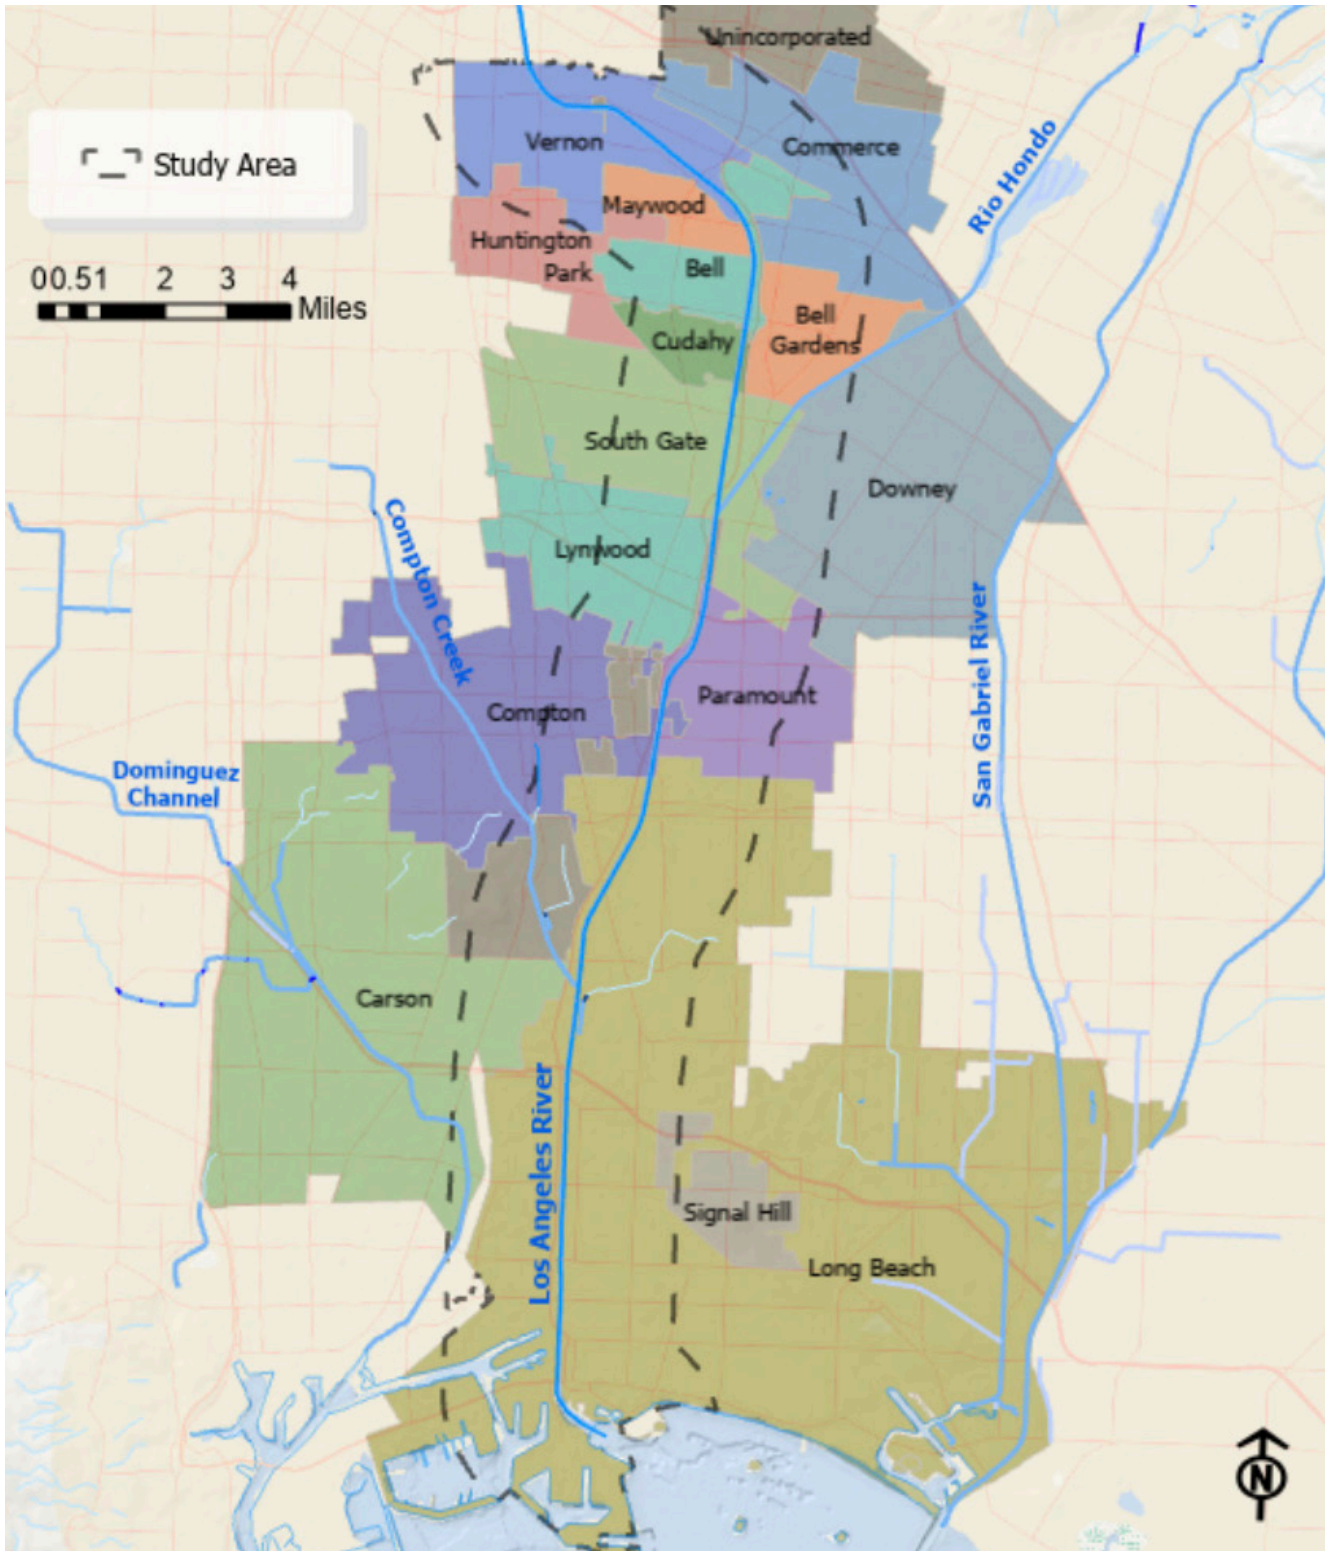 Unincorporated
Vernon
Commerce
Study Area
Rio Hondo
Maywood
Huntington
Park
Bell
00.51 2 3 4
Miles
Bell
Gardens
Cudahy
South Gate
Downey
Compton Creek
Lynwood
San Gabriel River
Paramount
Compton
Dominguez
Channel
Carson
Los Angeles River
Signal Hill
Long Beach
N